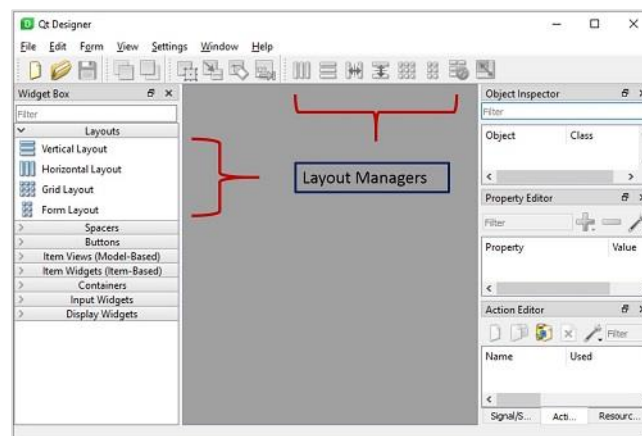 Qt Designer
File Edit Form View Settings Window Help
Widget Box
Filter
Layouts
Vertical Layout
Horizontal Layout
Grid Layout
Form Layout
Spacers
Buttons
Item Views (Model-Based)
Item Widgets (Item-Based)
Containers
Input Widgets
Display Widgets
Layout Managers
Object Inspector
Filter
Object Class
Property Editor
Filter
Property Value
Action Editor
Filter
Name Used
Signal/S... Acti... Resourc...